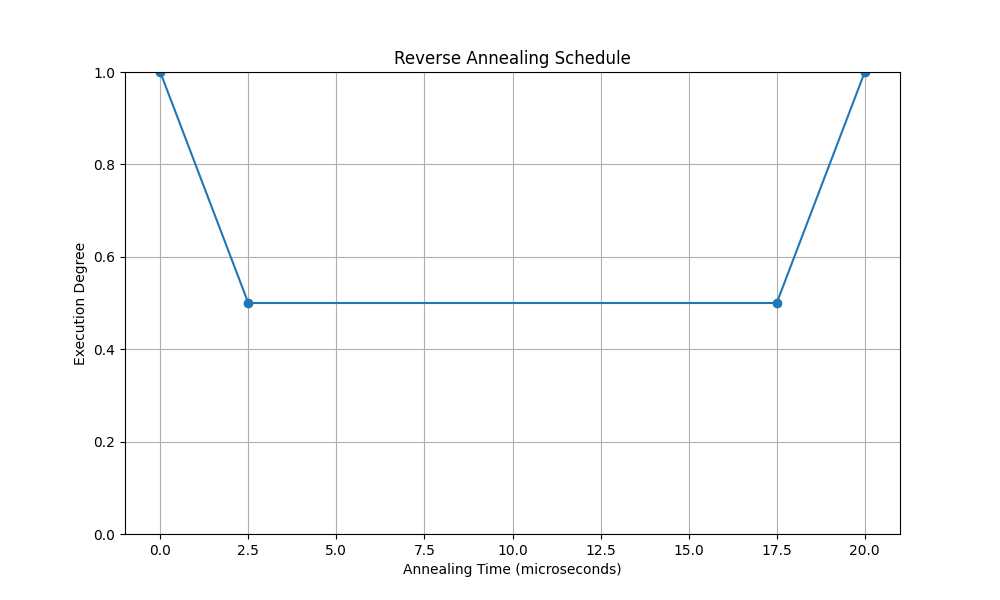 Reverse Annealing Schedule
1.0
0.8
0.6
0.4
0.2
0.0
Execution Degree
0.0 2.5 5.0 7.5 10.0 12.5 15.0 17.5 20.0
Annealing Time (microseconds)